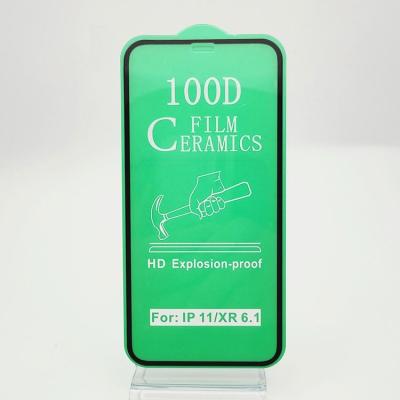 100D
FILM
CERAMICS
HD Explosion-proof
For: IP 11/XR 6.1